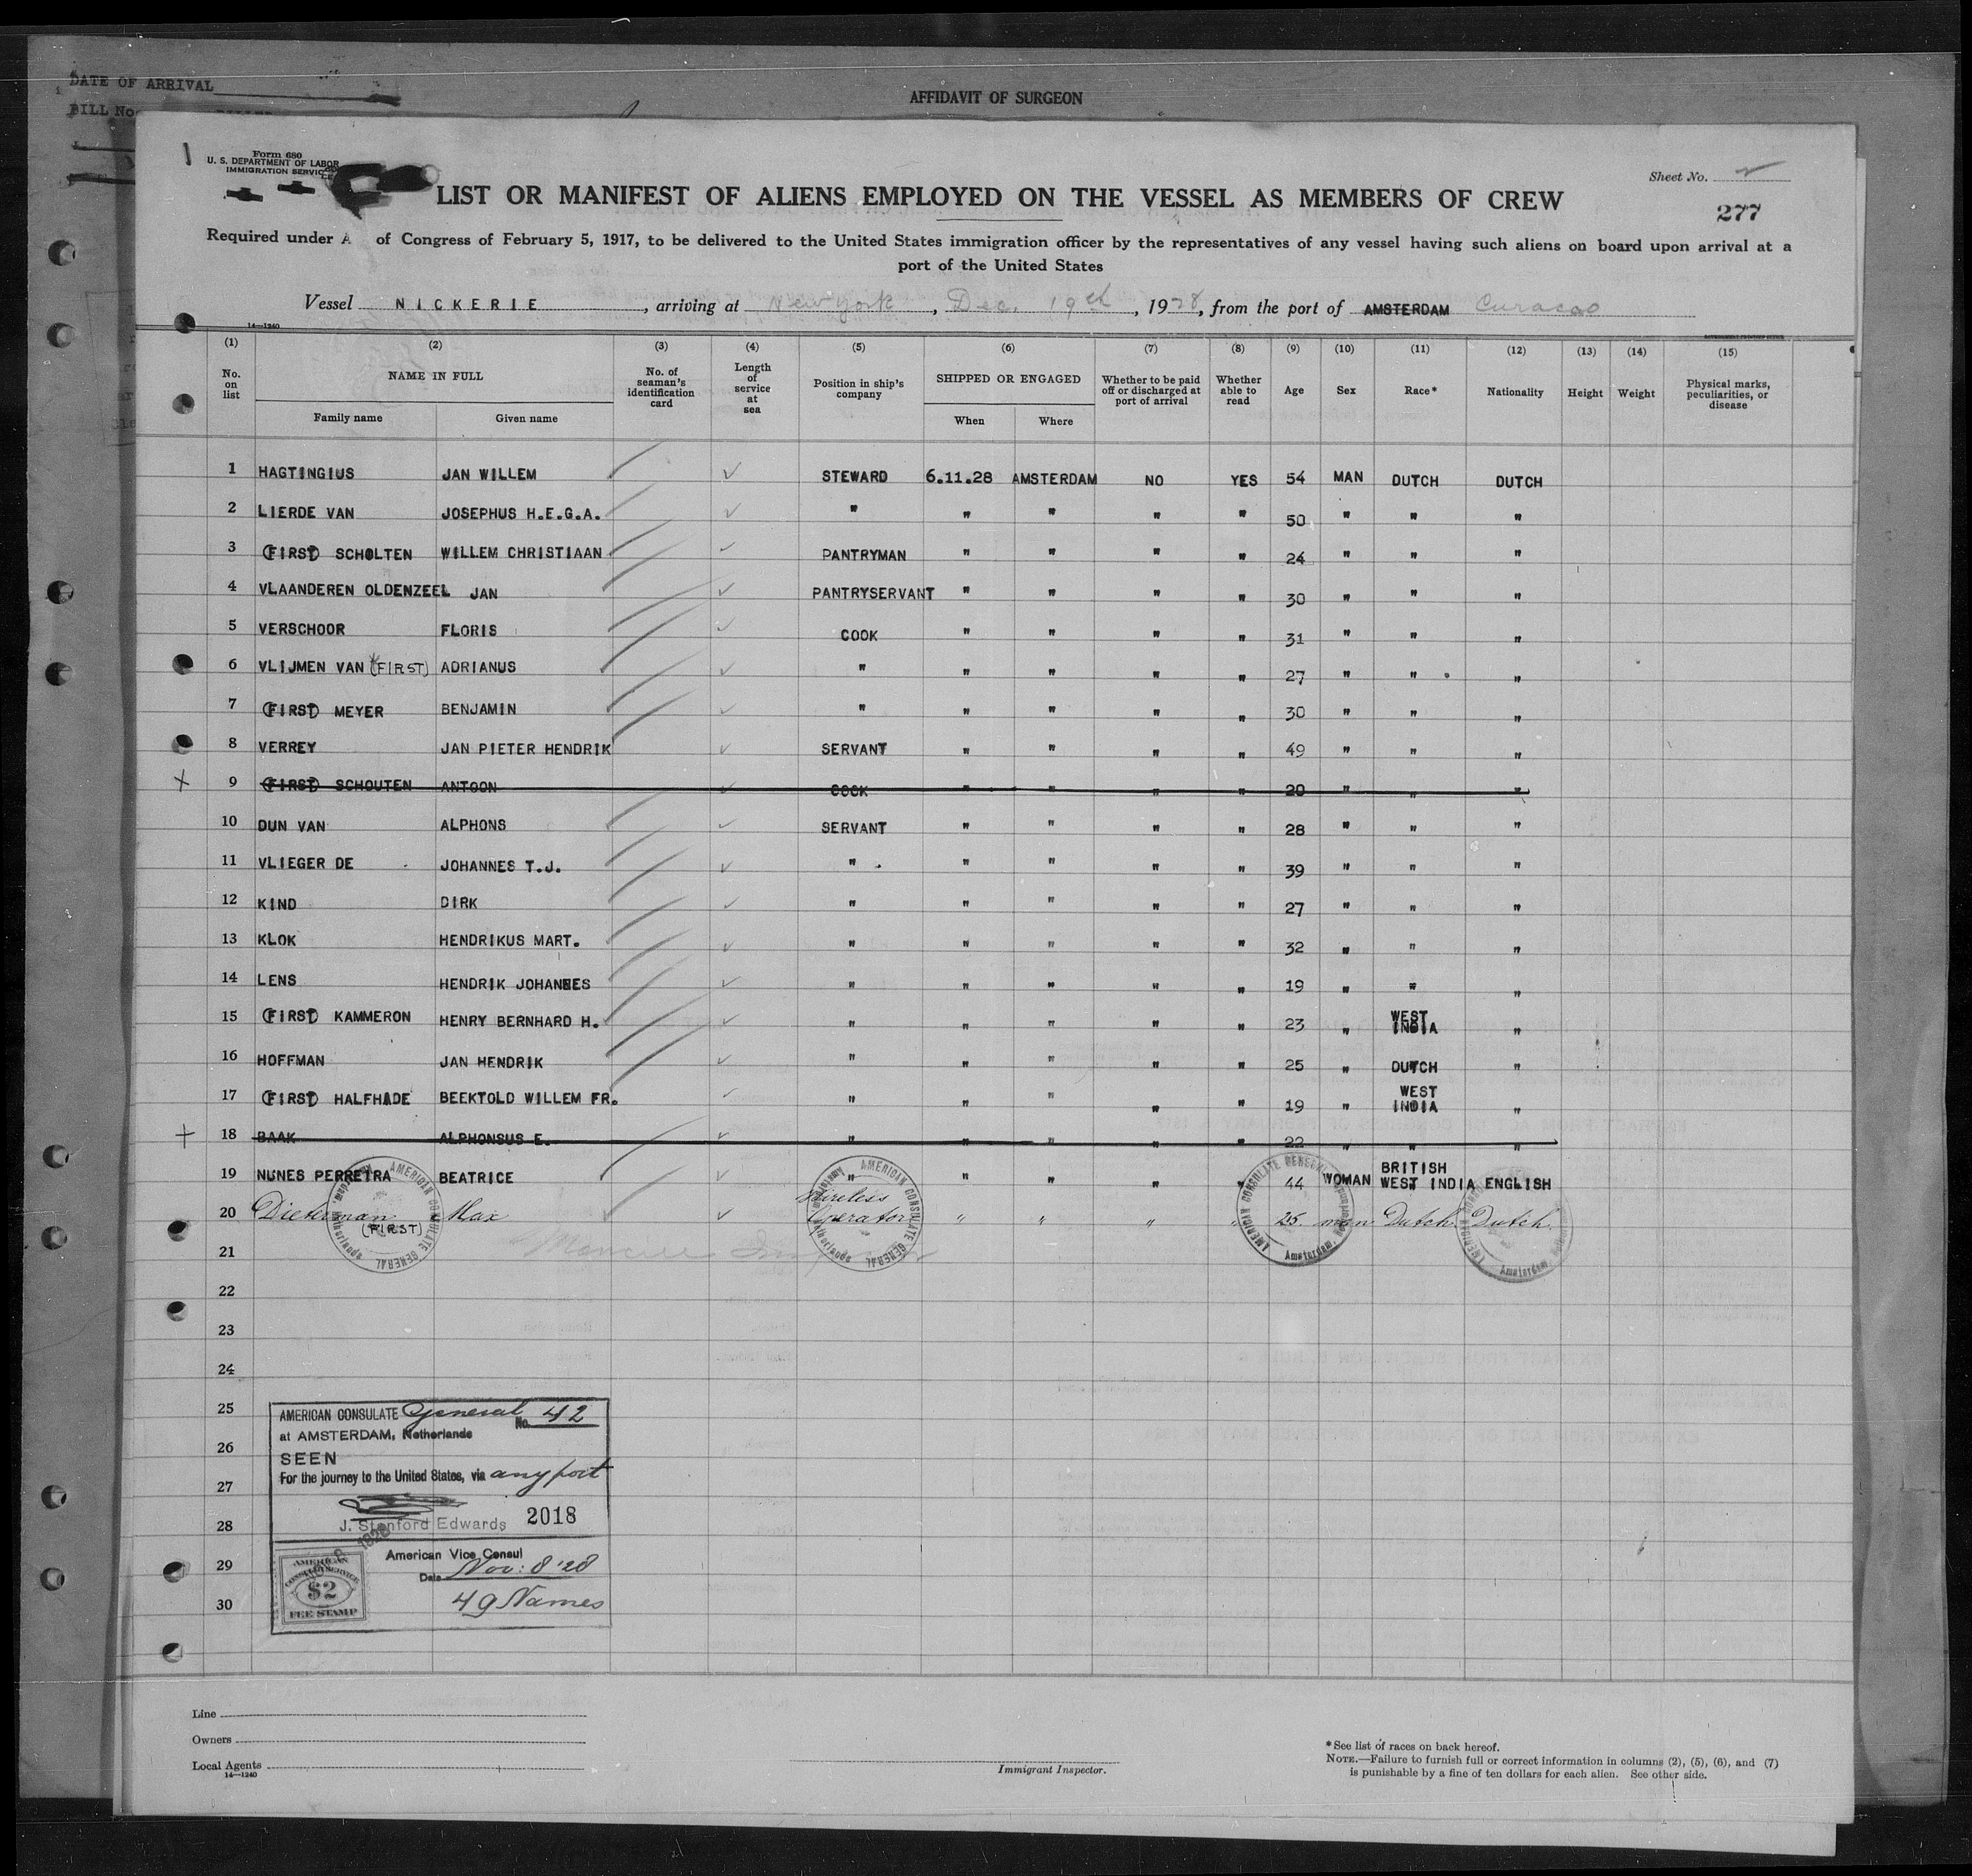 DATE OF ARRIVAL
BILL No.
AFFIDAVIT OF SURGEON
Form 680
U. S. DEPARTMENT OF LABOR
IMMIGRATION SERVICE
Sheet No. 2
277
LIST OR MANIFEST OF ALIENS EMPLOYED ON THE VESSEL AS MEMBERS OF CREW
Required under A of Congress of February 5, 1917, to be delivered to the United States immigration officer by the representatives of any vessel having such aliens on board upon arrival at a
port of the United States
Vessel NICKERIE, arriving at New York, Dec. 19th, 1928, from the port of AMSTERDAM Curacao
14—1240
(1) (2) (3) (4) (5) (6) (7) (8) (9) (10) (11) (12) (13) (14) (15)
No. on list NAME IN FULL No. of seaman's identification card Length of service at sea Position in ship's company SHIPPED OR ENGAGED Whether to be paid off or discharged at port of arrival Whether able to read Age Sex Race* Nationality Height Weight Physical marks, peculiarities, or disease
Family name Given name When Where
1 HAGTINGIUS JAN WILLEM STEWARD 6.11.28 AMSTERDAM NO YES 54 MAN DUTCH DUTCH
2 LIERDE VAN JOSEPHUS H.E.G.A. " " " " " 50 " " "
3 (FIRST) SCHOLTEN WILLEM CHRISTIAAN PANTRYMAN " " " " 24 " " "
4 VLAANDEREN OLDENZEEL JAN PANTRYSERVANT " " " " 30 " " "
5 VERSCHOOR FLORIS COOK " " " " 31 " " "
6 VLIJMEN VAN (FIRST) ADRIANUS " " " " " 27 " " "
7 (FIRST) MEYER BENJAMIN " " " " " 30 " " "
8 VERREY JAN PIETER HENDRIK SERVANT " " " " 49 " " "
X 9 (FIRST) SCHOUTEN ANTOON COOK " " " " 20 " " "
10 DUN VAN ALPHONS SERVANT " " " " 28 " " "
11 VLIEGER DE JOHANNES T.J. " " " " " 39 " " "
12 KIND DIRK " " " " " 27 " " "
13 KLOK HENDRIKUS MART. " " " " " 32 " " "
14 LENS HENDRIK JOHANNES " " " " " 19 " " "
15 (FIRST) KAMMERON HENRY BERNHARD H. " " " " " 23 " WEST INDIA "
16 HOFFMAN JAN HENDRIK " " " " " 25 " DUTCH "
17 (FIRST) HALFHADE BEEKTOLD WILLEM FR. " " " " " 19 " WEST INDIA "
+ 18 BAAK ALPHONSUS E. " " " " " 22 " " "
19 NUNES PERREIRA BEATRICE " " " " " 44 WOMAN BRITISH WEST INDIA ENGLISH
20 Dieterman (FIRST) Max Wireless Operator " " " " 25 man Dutch Dutch
21
22
23
24
25
26
27
28
29
30
AMERICAN CONSULATE GENERAL
Amsterdam, Netherlands
AMERICAN CONSULATE General No. 42
at AMSTERDAM, Netherlands
SEEN
For the journey to the United States, via any port
J. Stanford Edwards 2018
American Vice Consul
Date Nov: 8 '28
49 Names
AMERICAN
CONSULAR SERVICE
$2
FEE STAMP
Line
Owners
Local Agents
14—1240
Immigrant Inspector.
*See list of races on back hereof.
NOTE.—Failure to furnish full or correct information in columns (2), (5), (6), and (7)
is punishable by a fine of ten dollars for each alien. See other side.